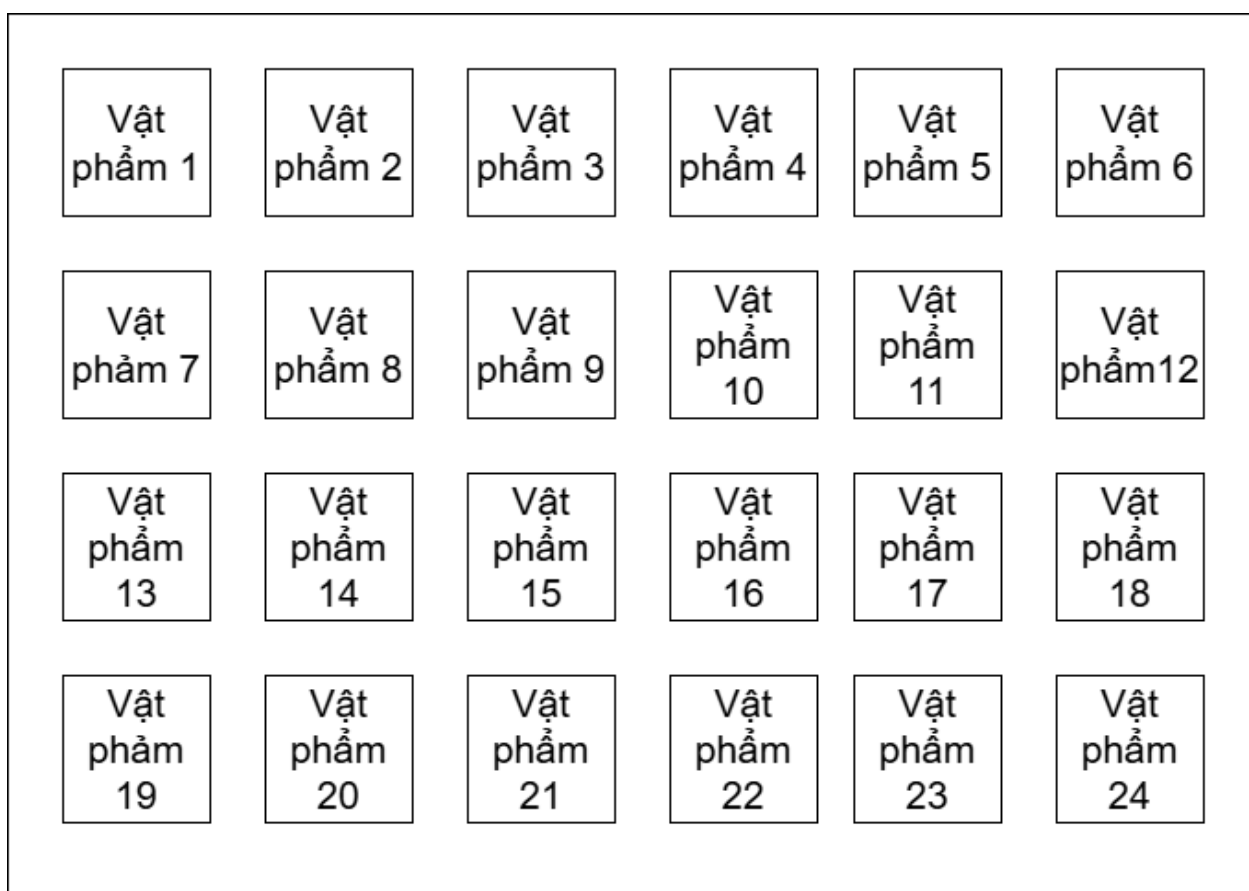 Vật
phẩm 1
Vật
phẩm 2
Vật
phẩm 3
Vật
phẩm 4
Vật
phẩm 5
Vật
phẩm 6
Vật
phảm 7
Vật
phẩm 8
Vật
phẩm 9
Vật
phẩm
10
Vật
phẩm
11
Vật
phẩm12
Vật
phẩm
13
Vật
phẩm
14
Vật
phẩm
15
Vật
phẩm
16
Vật
phẩm
17
Vật
phẩm
18
Vật
phảm
19
Vật
phẩm
20
Vật
phẩm
21
Vật
phẩm
22
Vật
phẩm
23
Vật
phẩm
24